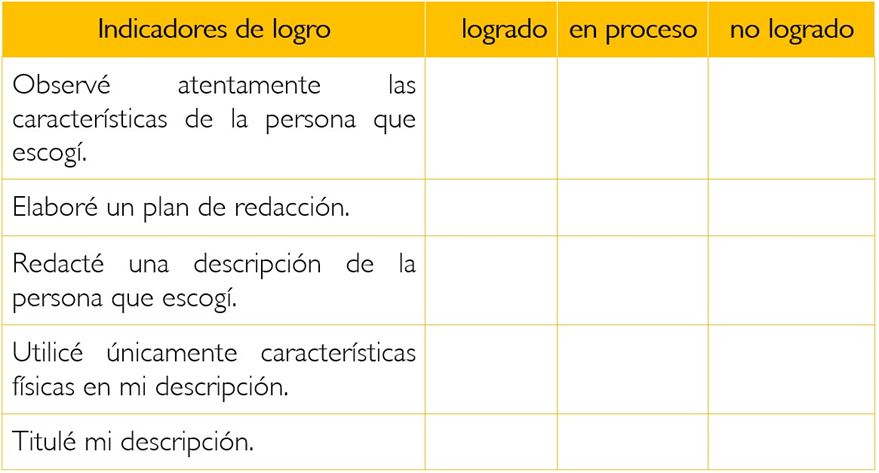 Indicadores de logro logrado en proceso no logrado
Observé atentamente las
características de la persona que
escogí.
Elaboré un plan de redacción.
Redacté una descripción de la
persona que escogí.
Utilicé únicamente características
físicas en mi descripción.
Titulé mi descripción.